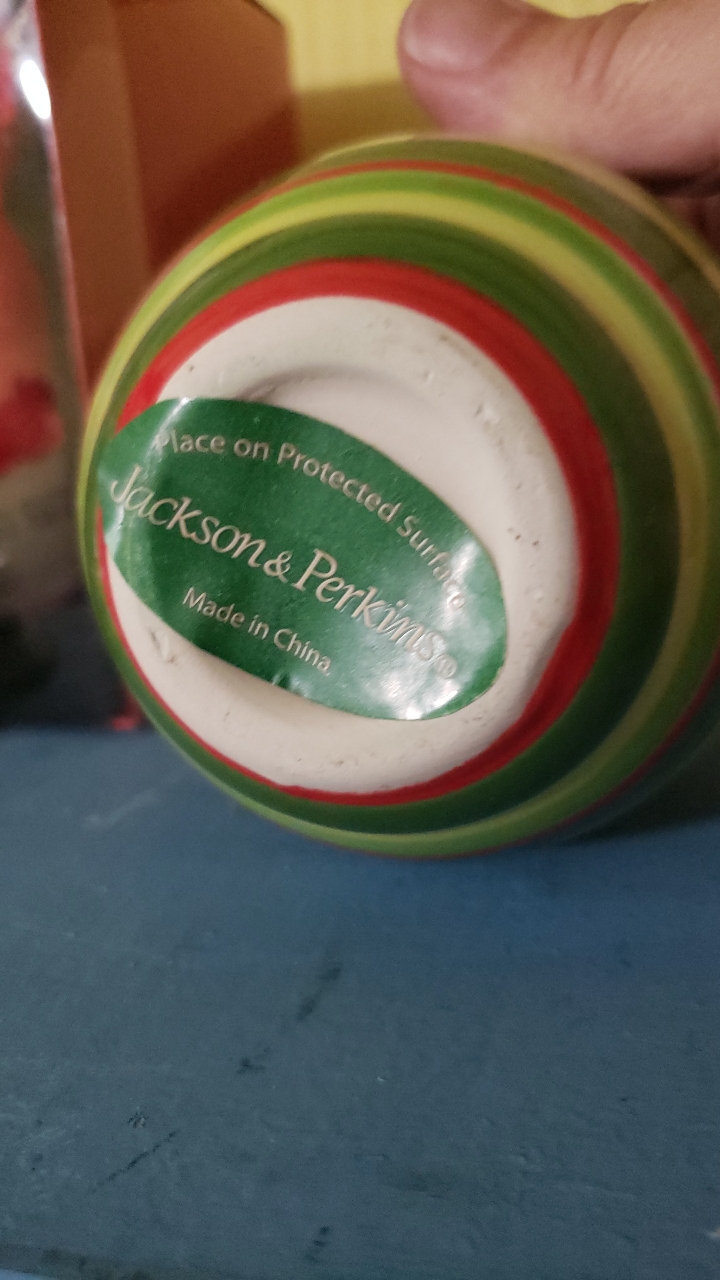 Place on Protected Surface
Jackson & Perkins®
Made in China